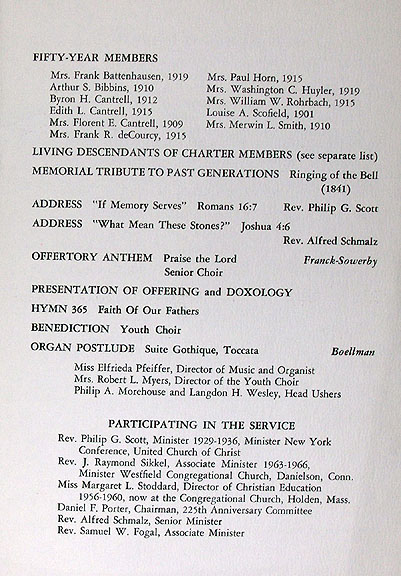 FIFTY-YEAR MEMBERS
Mrs. Frank Battenhausen, 1919
Arthur S. Bibbins, 1910
Byron H. Cantrell, 1912
Edith L. Cantrell, 1915
Mrs. Florent E. Cantrell, 1909
Mrs. Frank R. deCourcy, 1915
Mrs. Paul Horn, 1915
Mrs. Washington C. Huyler, 1919
Mrs. William W. Rohrbach, 1915
Louise A. Scofield, 1901
Mrs. Merwin L. Smith, 1910
LIVING DESCENDANTS OF CHARTER MEMBERS (see separate list)
MEMORIAL TRIBUTE TO PAST GENERATIONS Ringing of the Bell
(1841)
ADDRESS "If Memory Serves" Romans 16:7 Rev. Philip G. Scott
ADDRESS "What Mean These Stones?" Joshua 4:6
Rev. Alfred Schmalz
OFFERTORY ANTHEM Praise the Lord Franck-Sowerby
Senior Choir
PRESENTATION OF OFFERING and DOXOLOGY
HYMN 365 Faith Of Our Fathers
BENEDICTION Youth Choir
ORGAN POSTLUDE Suite Gothique, Toccata Boellman
Miss Elfrieda Pfeiffer, Director of Music and Organist
Mrs. Robert L. Myers, Director of the Youth Choir
Philip A. Morehouse and Langdon H. Wesley, Head Ushers
PARTICIPATING IN THE SERVICE
Rev. Philip G. Scott, Minister 1929-1936, Minister New York
Conference, United Church of Christ
Rev. J. Raymond Sikkel, Associate Minister 1963-1966,
Minister Westfield Congregational Church, Danielson, Conn.
Miss Margaret L. Stoddard, Director of Christian Education
1956-1960, now at the Congregational Church, Holden, Mass.
Daniel F. Porter, Chairman, 225th Anniversary Committee
Rev. Alfred Schmalz, Senior Minister
Rev. Samuel W. Fogal, Associate Minister